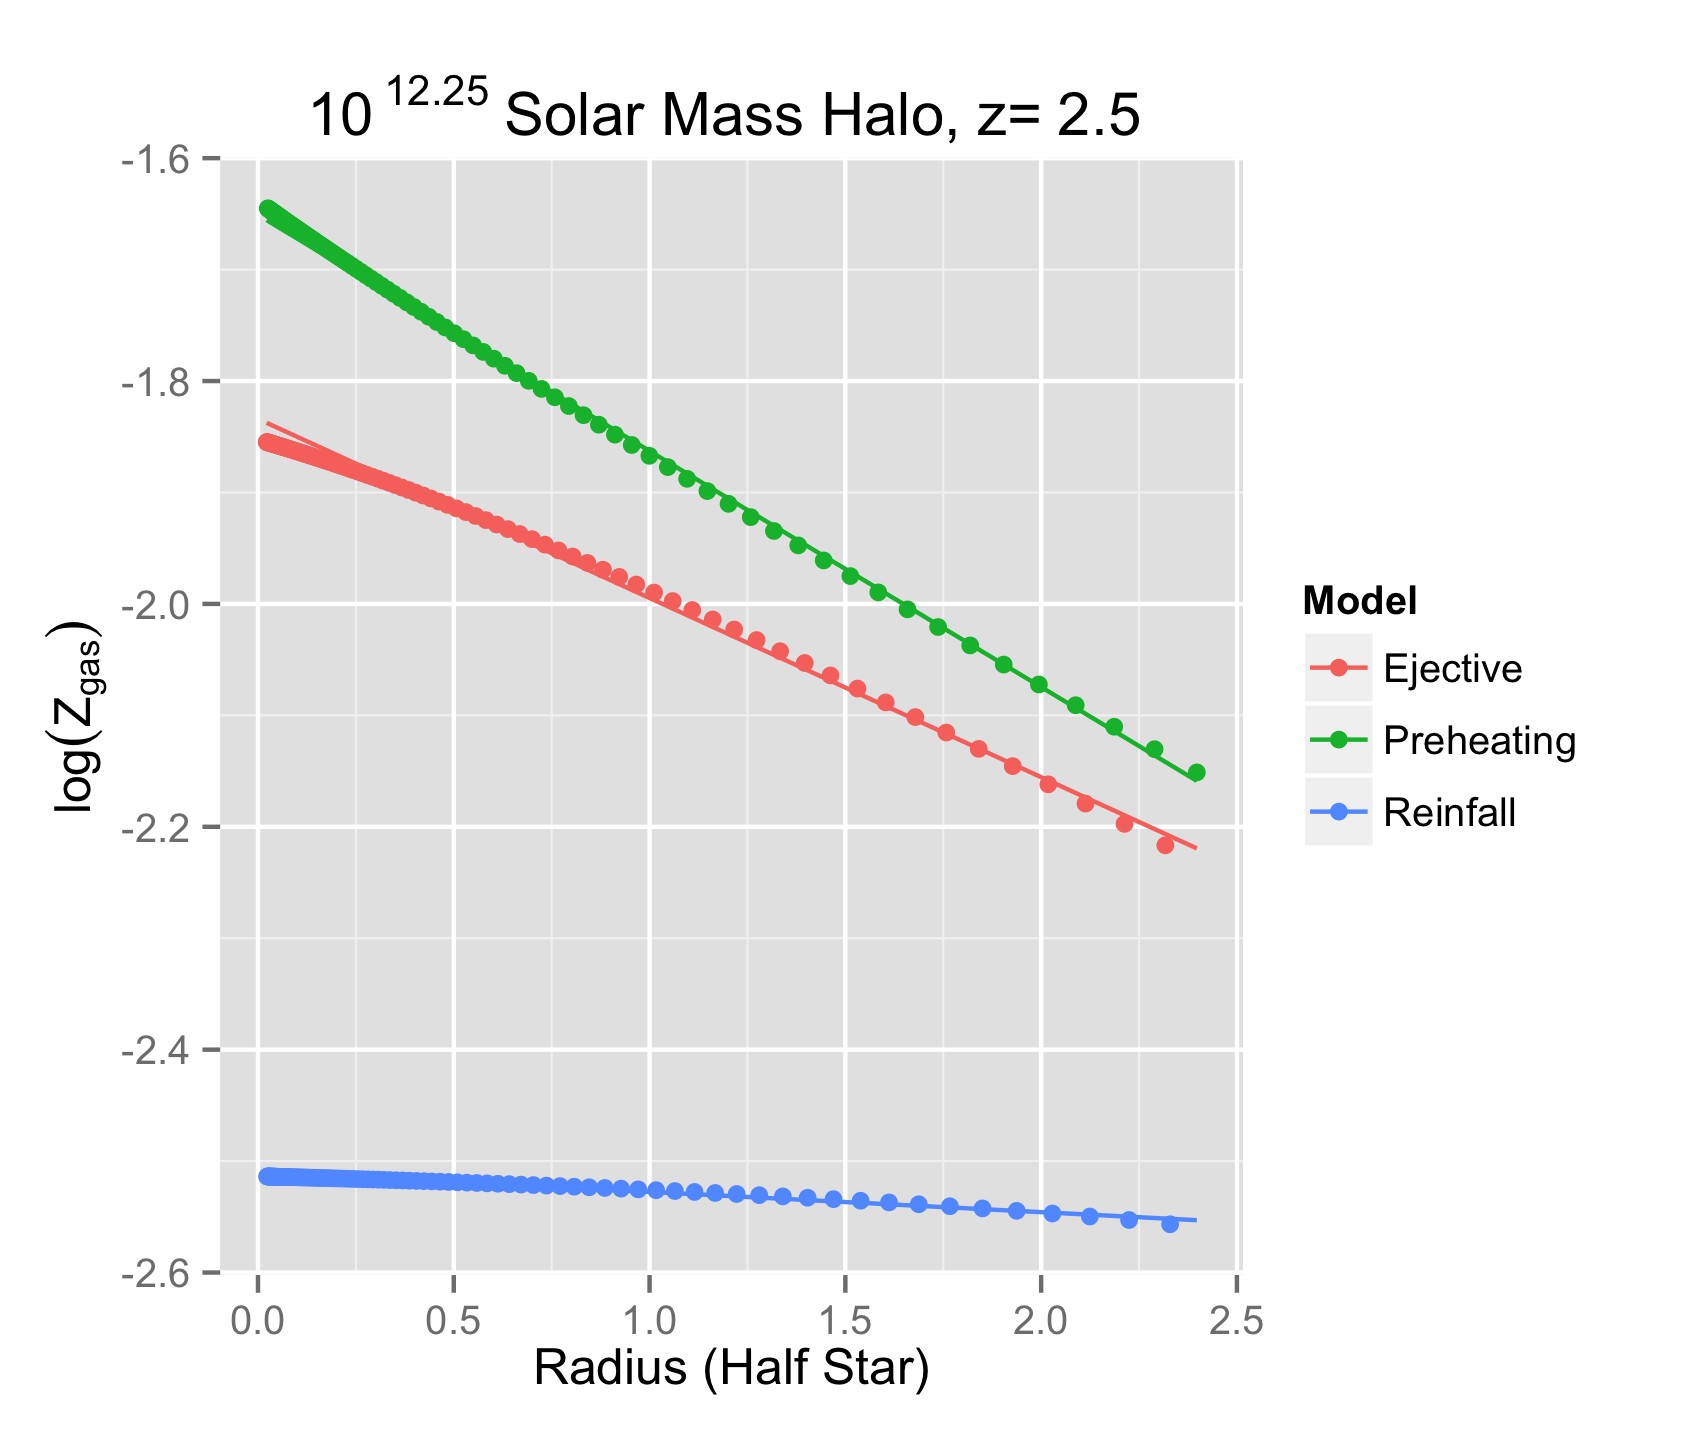 10 12.25 Solar Mass Halo, z= 2.5
-1.6
-1.8
-2.0
-2.2
-2.4
-2.6
log(Zgas)
0.0 0.5 1.0 1.5 2.0 2.5
Radius (Half Star)
Model
Ejective
Preheating
Reinfall